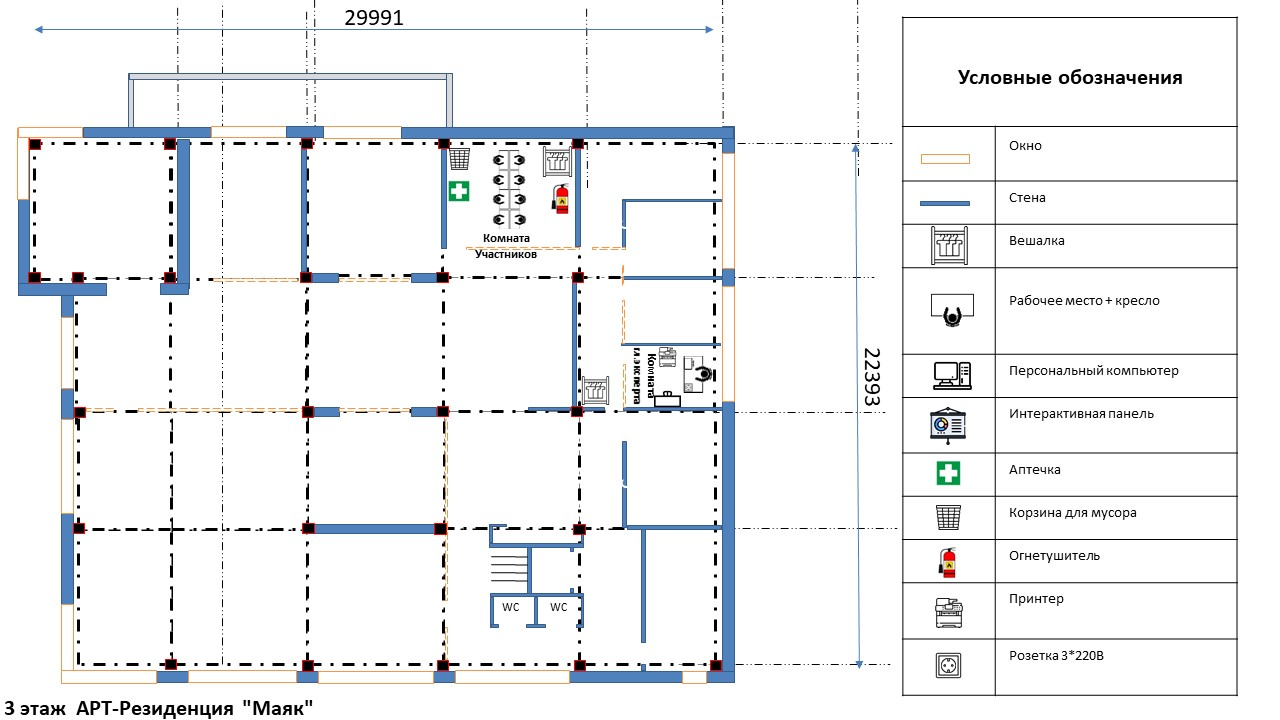 29991
Условные обозначения
Окно
Стена
Вешалка
Рабочее место + кресло
Персональный компьютер
Интерактивная панель
Аптечка
Корзина для мусора
Огнетушитель
Принтер
Розетка 3*220В
Комната
Участников
Комната
гл.эксперта
22393
WC
WC
3 этаж АРТ-Резиденция "Маяк"